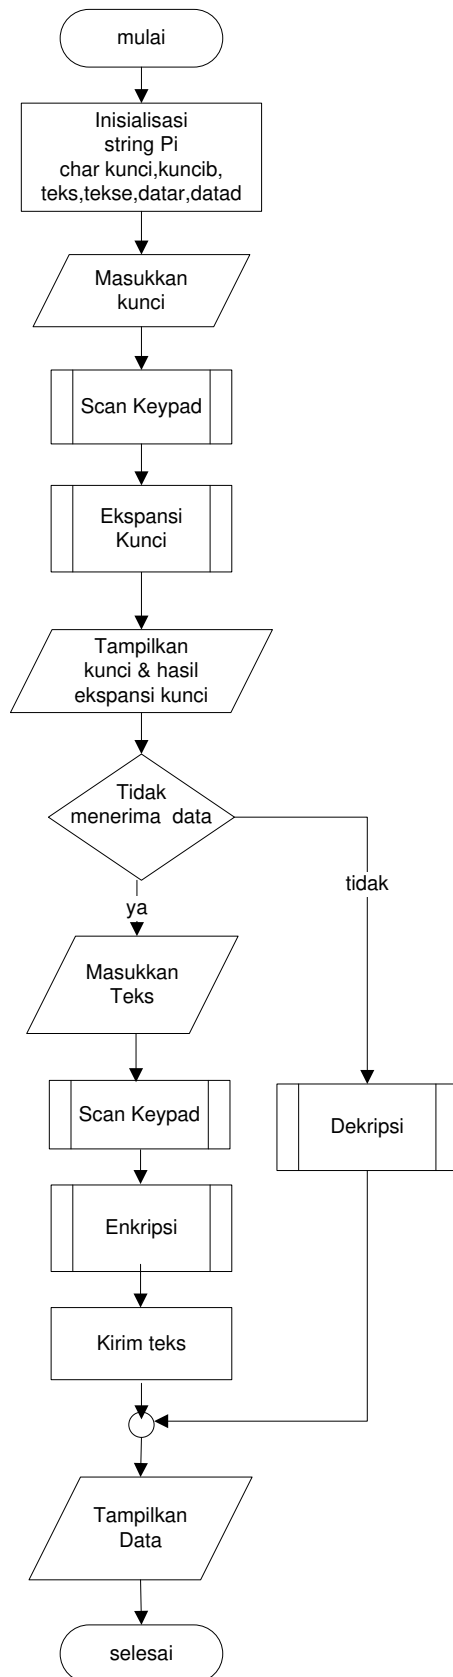 mulai
Inisialisasi
string Pi
char kunci,kuncib,
teks,tekse,datar,datad
Masukkan
kunci
Scan Keypad
Ekspansi
Kunci
Tampilkan
kunci & hasil
ekspansi kunci
Tidak
menerima data
ya
tidak
Masukkan
Teks
Scan Keypad
Dekripsi
Enkripsi
Kirim teks
Tampilkan
Data
selesai